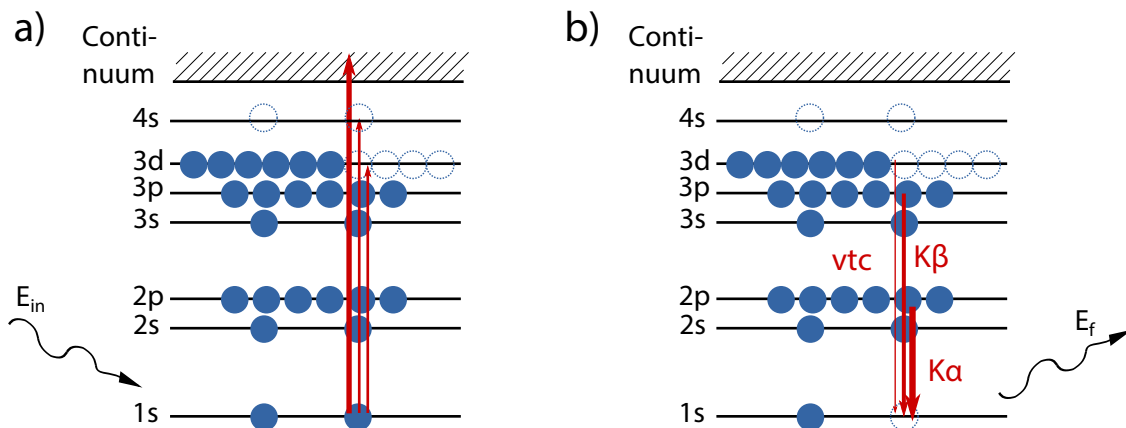 a)
Conti-
nuum
4s
3d
3p
3s
2p
2s
1s
E_in
b)
Conti-
nuum
4s
3d
3p
3s
vtc
Kβ
2p
2s
Kα
1s
E_f